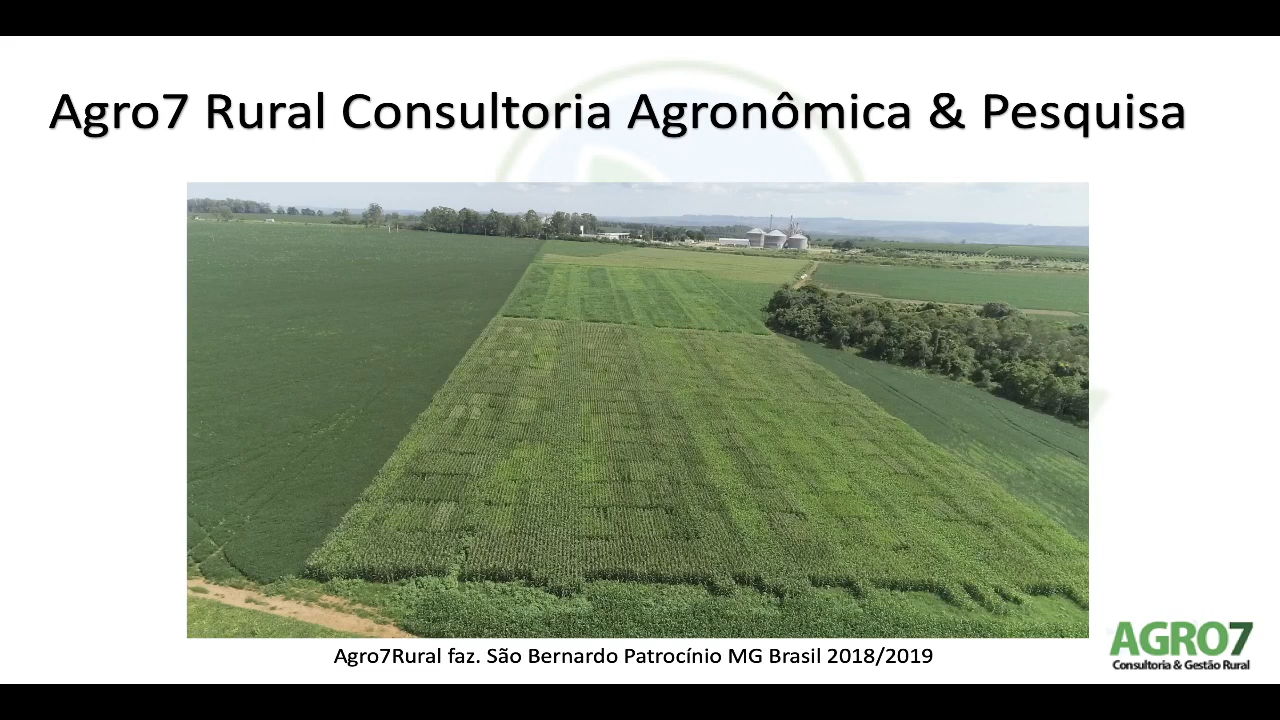 Agro7 Rural Consultoria Agronômica & Pesquisa
Agro7Rural faz. São Bernardo Patrocínio MG Brasil 2018/2019
AGRO7
Consultoria & Gestão Rural